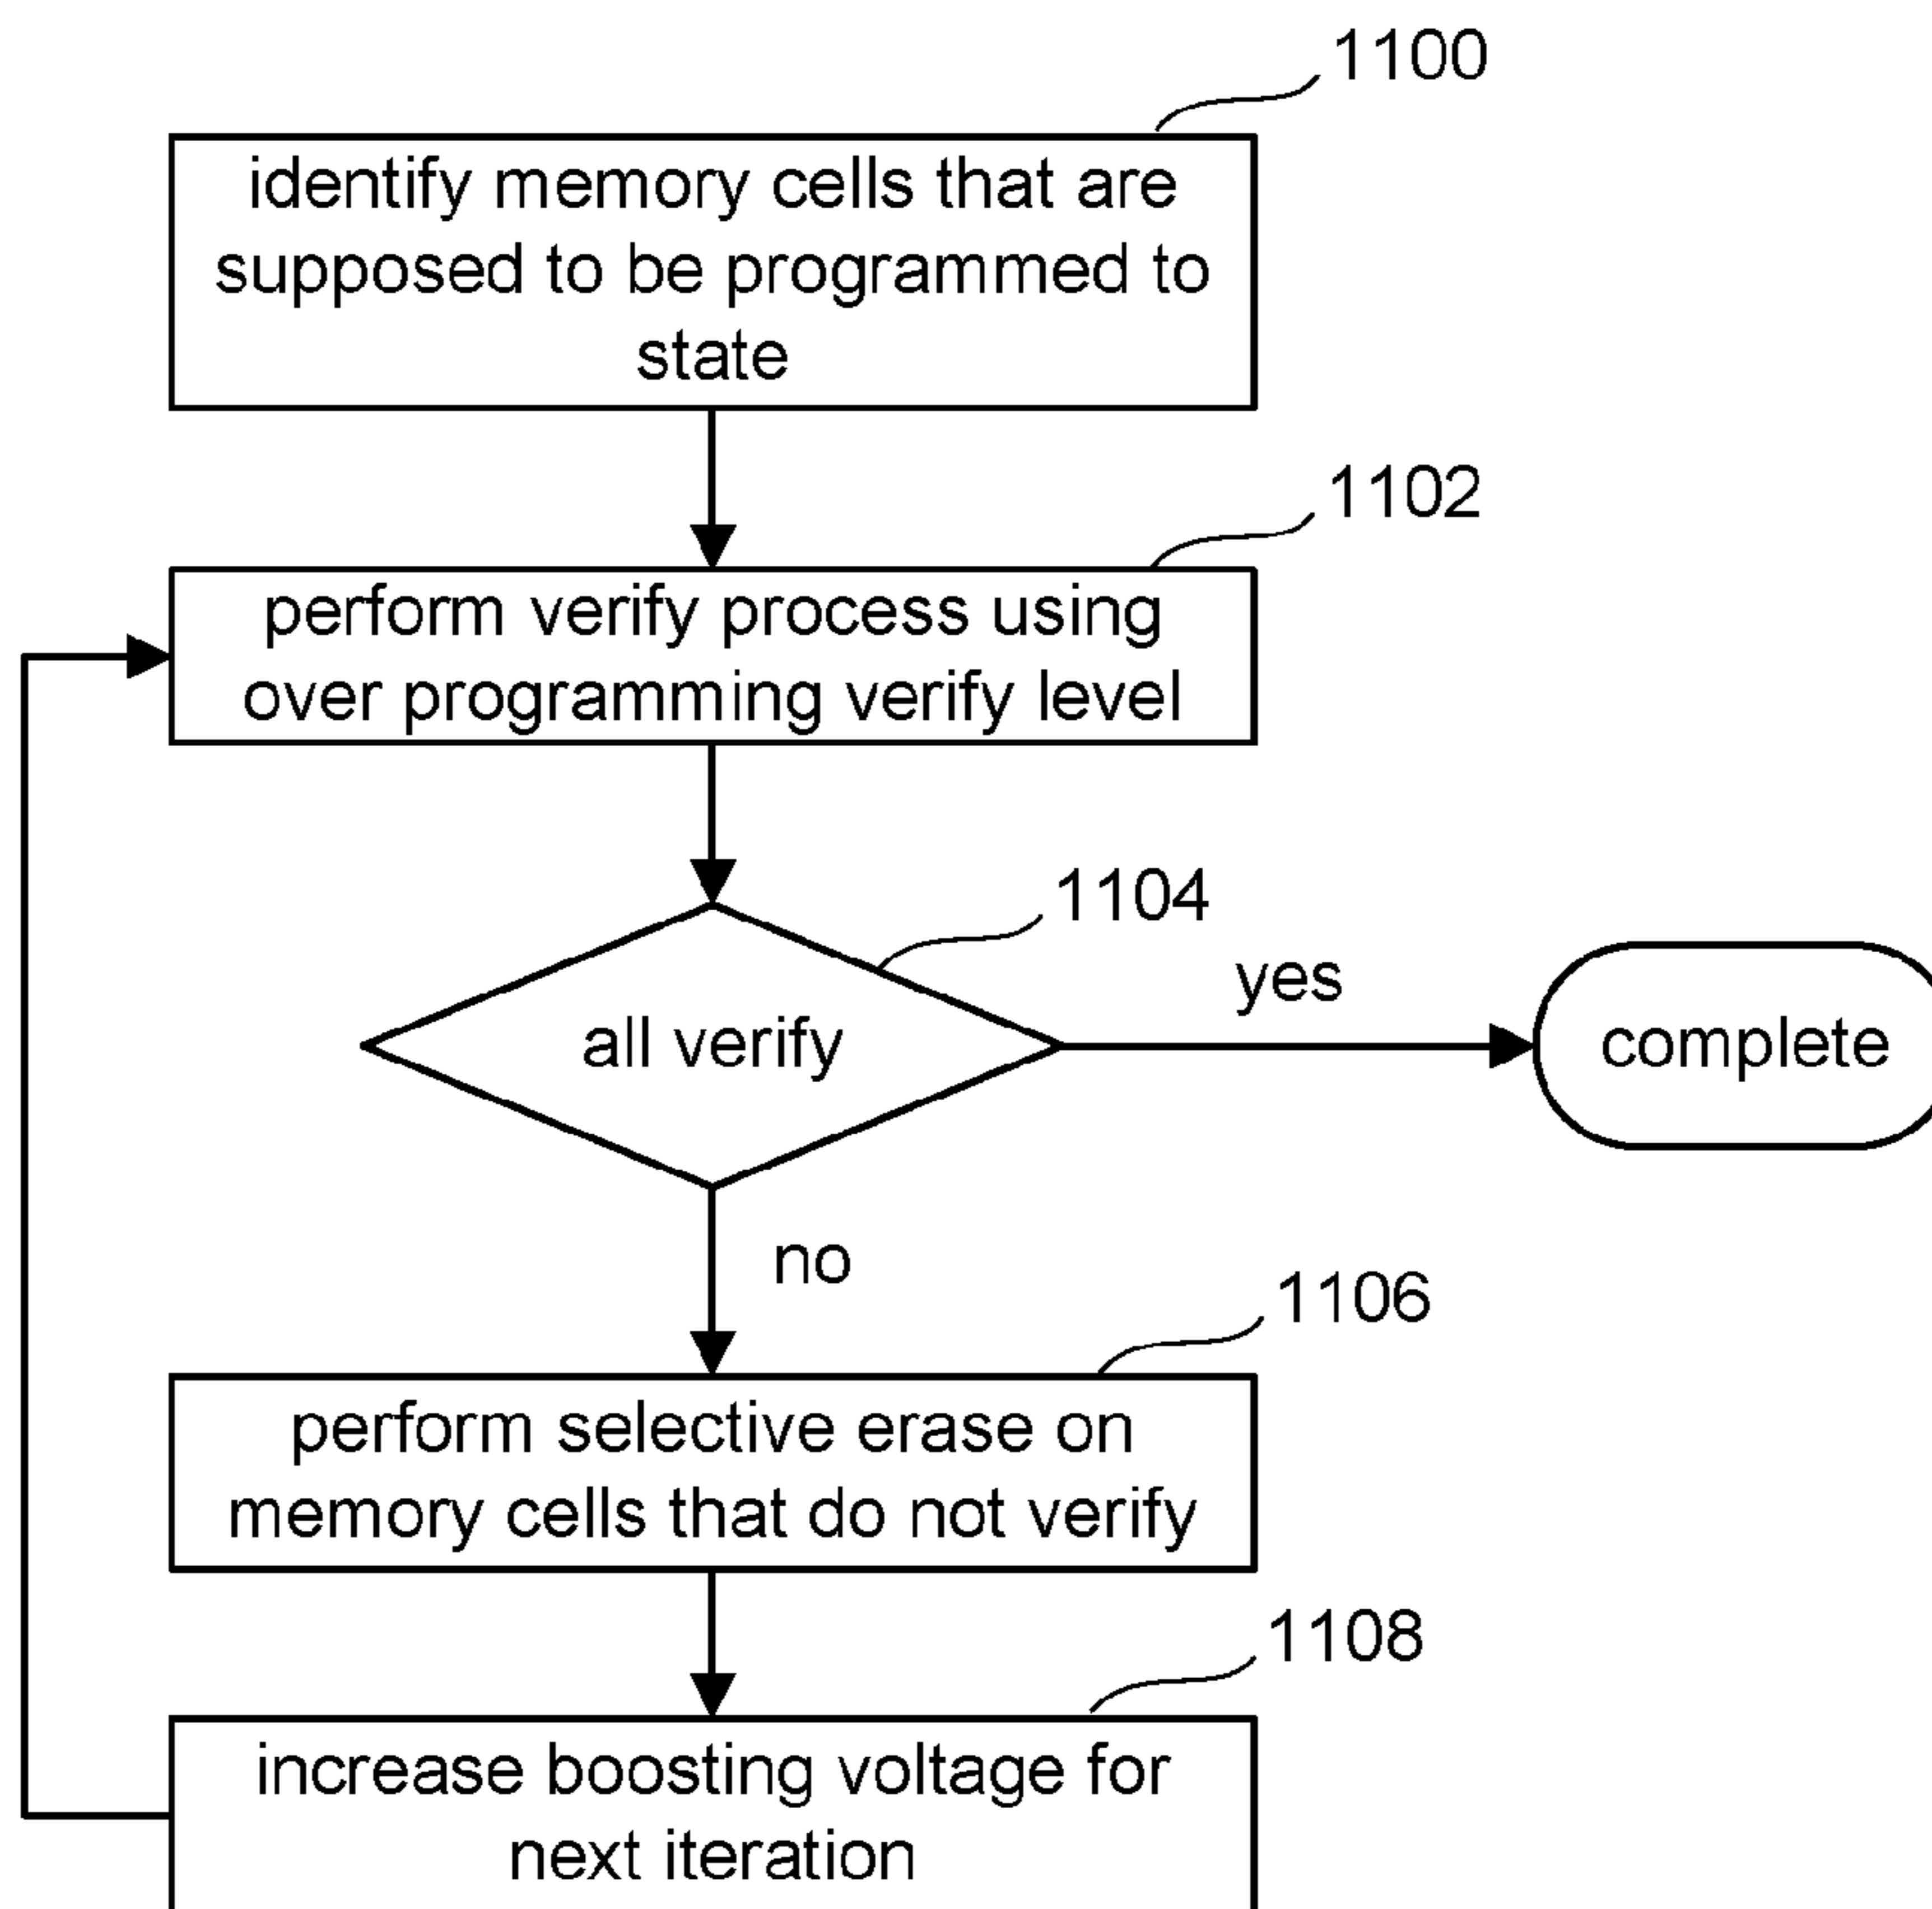 1100
identify memory cells that are
supposed to be programmed to
state
1102
perform verify process using
over programming verify level
1104
all verify
yes
complete
no
1106
perform selective erase on
memory cells that do not verify
1108
increase boosting voltage for
next iteration